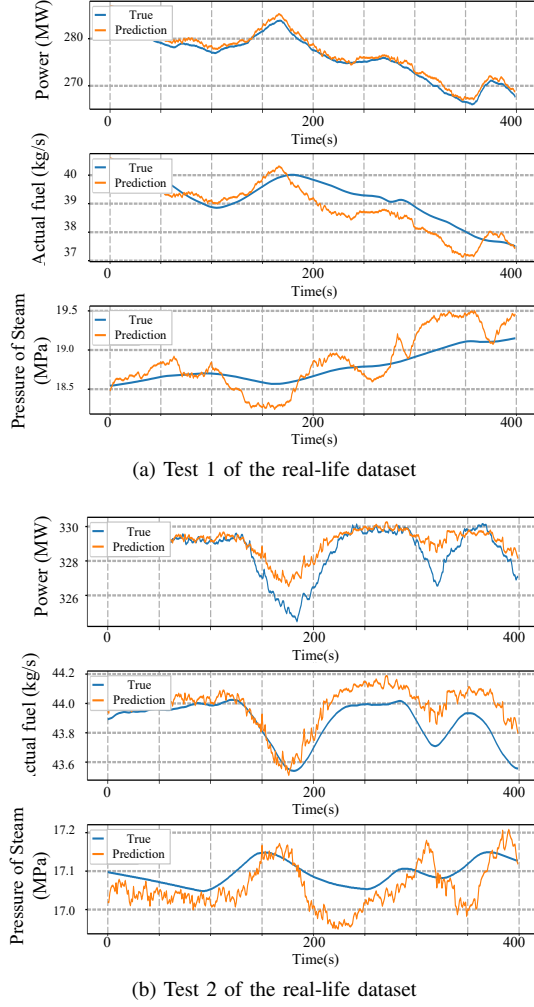 Power (MW)
280
270
True
Prediction
0
200
400
Time(s)
Actual fuel (kg/s)
40
39
38
37
True
Prediction
0
200
400
Time(s)
Pressure of Steam
(MPa)
19.5
19.0
18.5
True
Prediction
0
200
400
Time(s)
(a) Test 1 of the real-life dataset
Power (MW)
330
328
326
True
Prediction
0
200
400
Time(s)
.ctual fuel (kg/s)
44.2
44.0
43.8
43.6
True
Prediction
0
200
400
Time(s)
Pressure of Steam
(MPa)
17.2
17.1
17.0
True
Prediction
0
200
400
Time(s)
(b) Test 2 of the real-life dataset